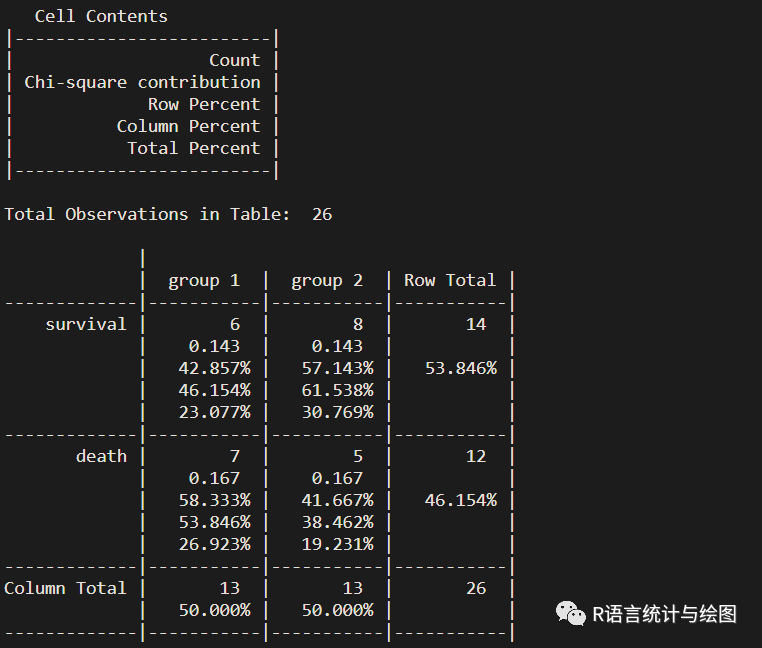 Cell Contents
|-------------------------|
|                   Count |
| Chi-square contribution |
|             Row Percent |
|          Column Percent |
|           Total Percent |
|-------------------------|

Total Observations in Table:  26

             |
             |  group 1  |  group 2  | Row Total |
-------------|-----------|-----------|-----------|
    survival |        6  |        8  |       14  |
             |    0.143  |    0.143  |           |
             |   42.857% |   57.143% |   53.846% |
             |   46.154% |   61.538% |           |
             |   23.077% |   30.769% |           |
-------------|-----------|-----------|-----------|
       death |        7  |        5  |       12  |
             |    0.167  |    0.167  |           |
             |   58.333% |   41.667% |   46.154% |
             |   53.846% |   38.462% |           |
             |   26.923% |   19.231% |           |
-------------|-----------|-----------|-----------|
Column Total |       13  |       13  |       26  |
             |   50.000% |   50.000% |           |
-------------|-----------|-----------|-----------|
R语言统计与绘图